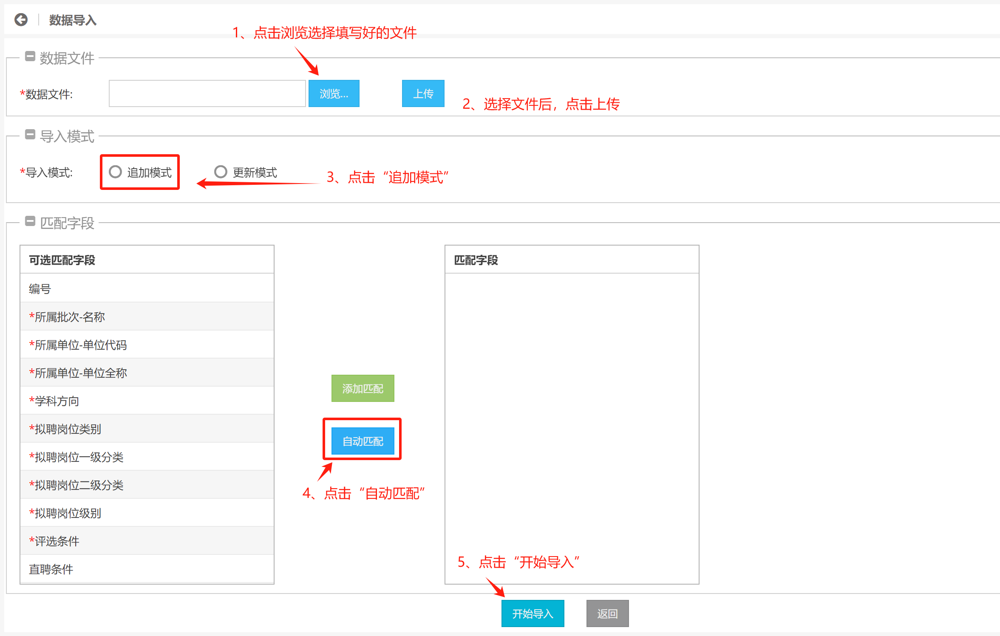 数据导入
1、点击浏览选择填写好的文件
数据文件
*数据文件:
浏览...
上传
2、选择文件后，点击上传
导入模式
*导入模式:
追加模式
更新模式
3、点击“追加模式”
匹配字段
可选匹配字段
编号
*所属批次-名称
*所属单位-单位代码
*所属单位-单位全称
*学科方向
*拟聘岗位类别
*拟聘岗位一级分类
*拟聘岗位二级分类
*拟聘岗位级别
*评选条件
直聘条件
添加匹配
自动匹配
4、点击“自动匹配”
匹配字段
5、点击“开始导入”
开始导入
返回